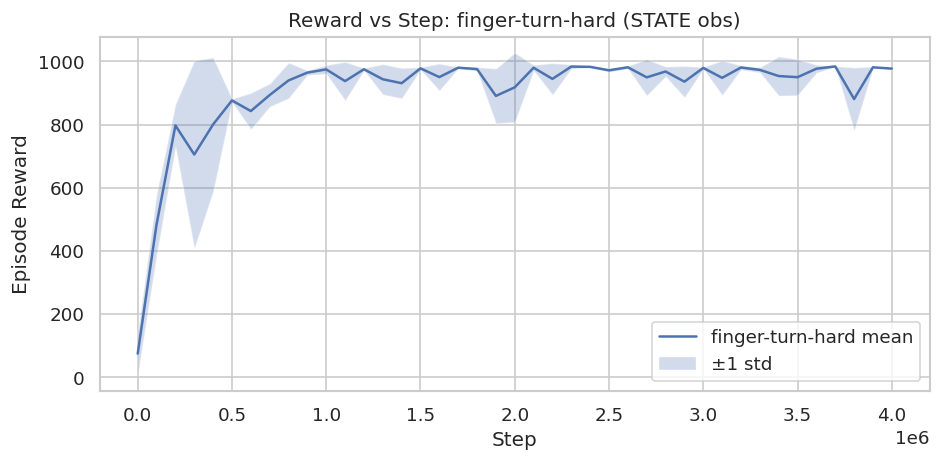 Reward vs Step: finger-turn-hard (STATE obs)
Episode Reward
1000
800
600
400
200
0
finger-turn-hard mean
±1 std
0.0 0.5 1.0 1.5 2.0 2.5 3.0 3.5 4.0
1e6
Step